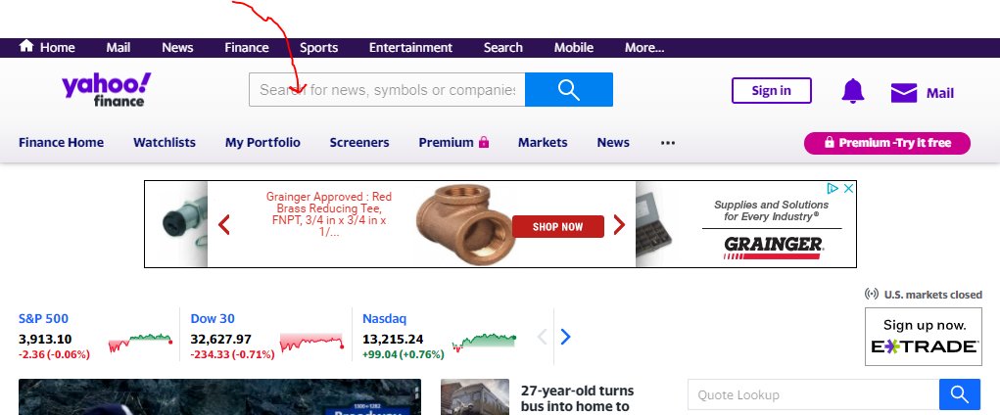 Home Mail News Finance Sports Entertainment Search Mobile More...
yahoo!
finance
Search for news, symbols or companies
Sign in
Mail
Finance Home Watchlists My Portfolio Screeners Premium Markets News ...
Premium -Try it free
Grainger Approved : Red
Brass Reducing Tee,
FNPT, 3/4 in x 3/4 in x
1/...
SHOP NOW
Supplies and Solutions
for Every Industry®
GRAINGER
U.S. markets closed
S&P 500
3,913.10
-2.36 (-0.06%)
Dow 30
32,627.97
-234.33 (-0.71%)
Nasdaq
13,215.24
+99.04 (+0.76%)
Sign up now.
E*TRADE
1300+1282
Broadway
27-year-old turns
bus into home to
Quote Lookup